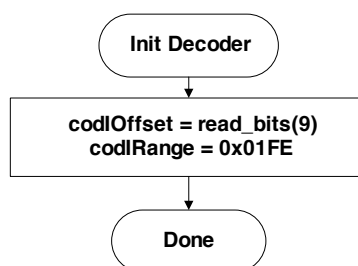 Init Decoder
codIOffset = read_bits(9)
codIRange = 0x01FE
Done